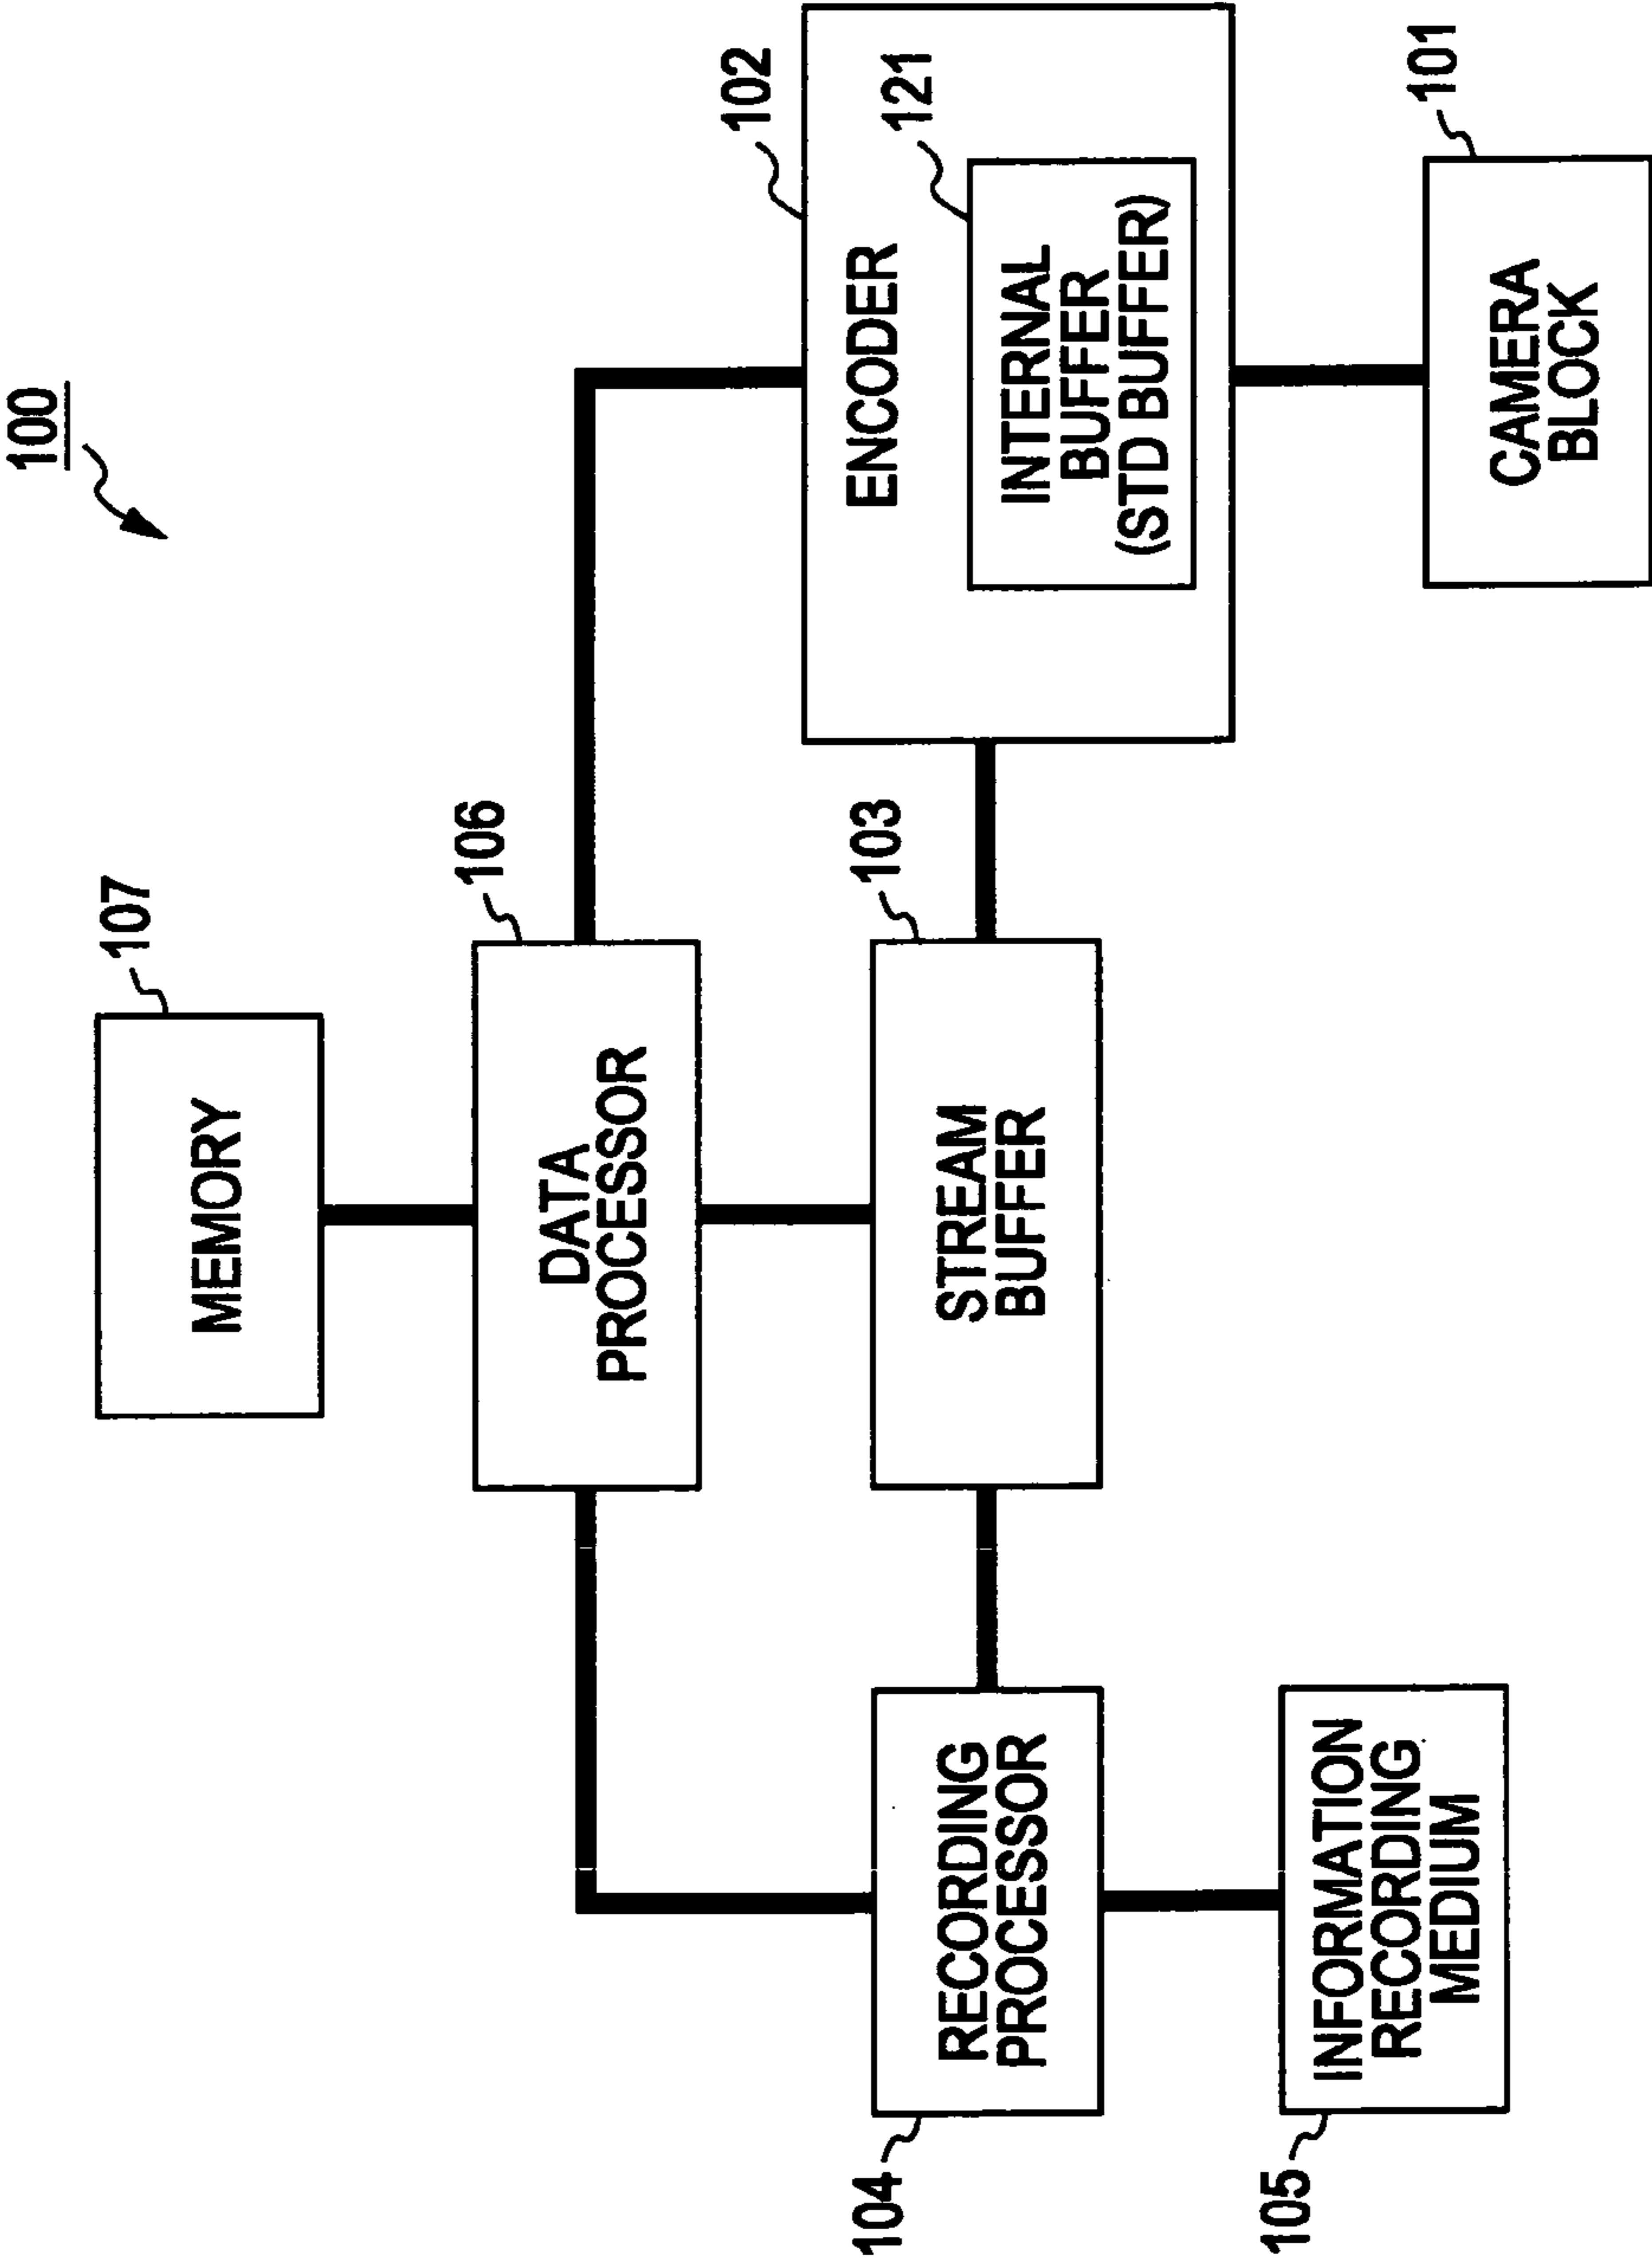 100
107
MEMORY
106
DATA
PROCESSOR
102
ENCODER
121
INTERNAL
BUFFER
(STD BUFFER)
104
RECORDING
PROCESSOR
103
STREAM
BUFFER
105
INFORMATION
RECORDING
MEDIUM
101
CAMERA
BLOCK